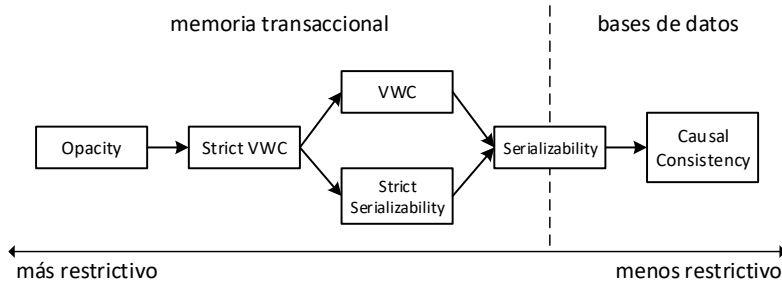 memoria transaccional
bases de datos
VWC
Opacity
Strict VWC
Serializability
Causal
Consistency
Strict
Serializability
más restrictivo
menos restrictivo